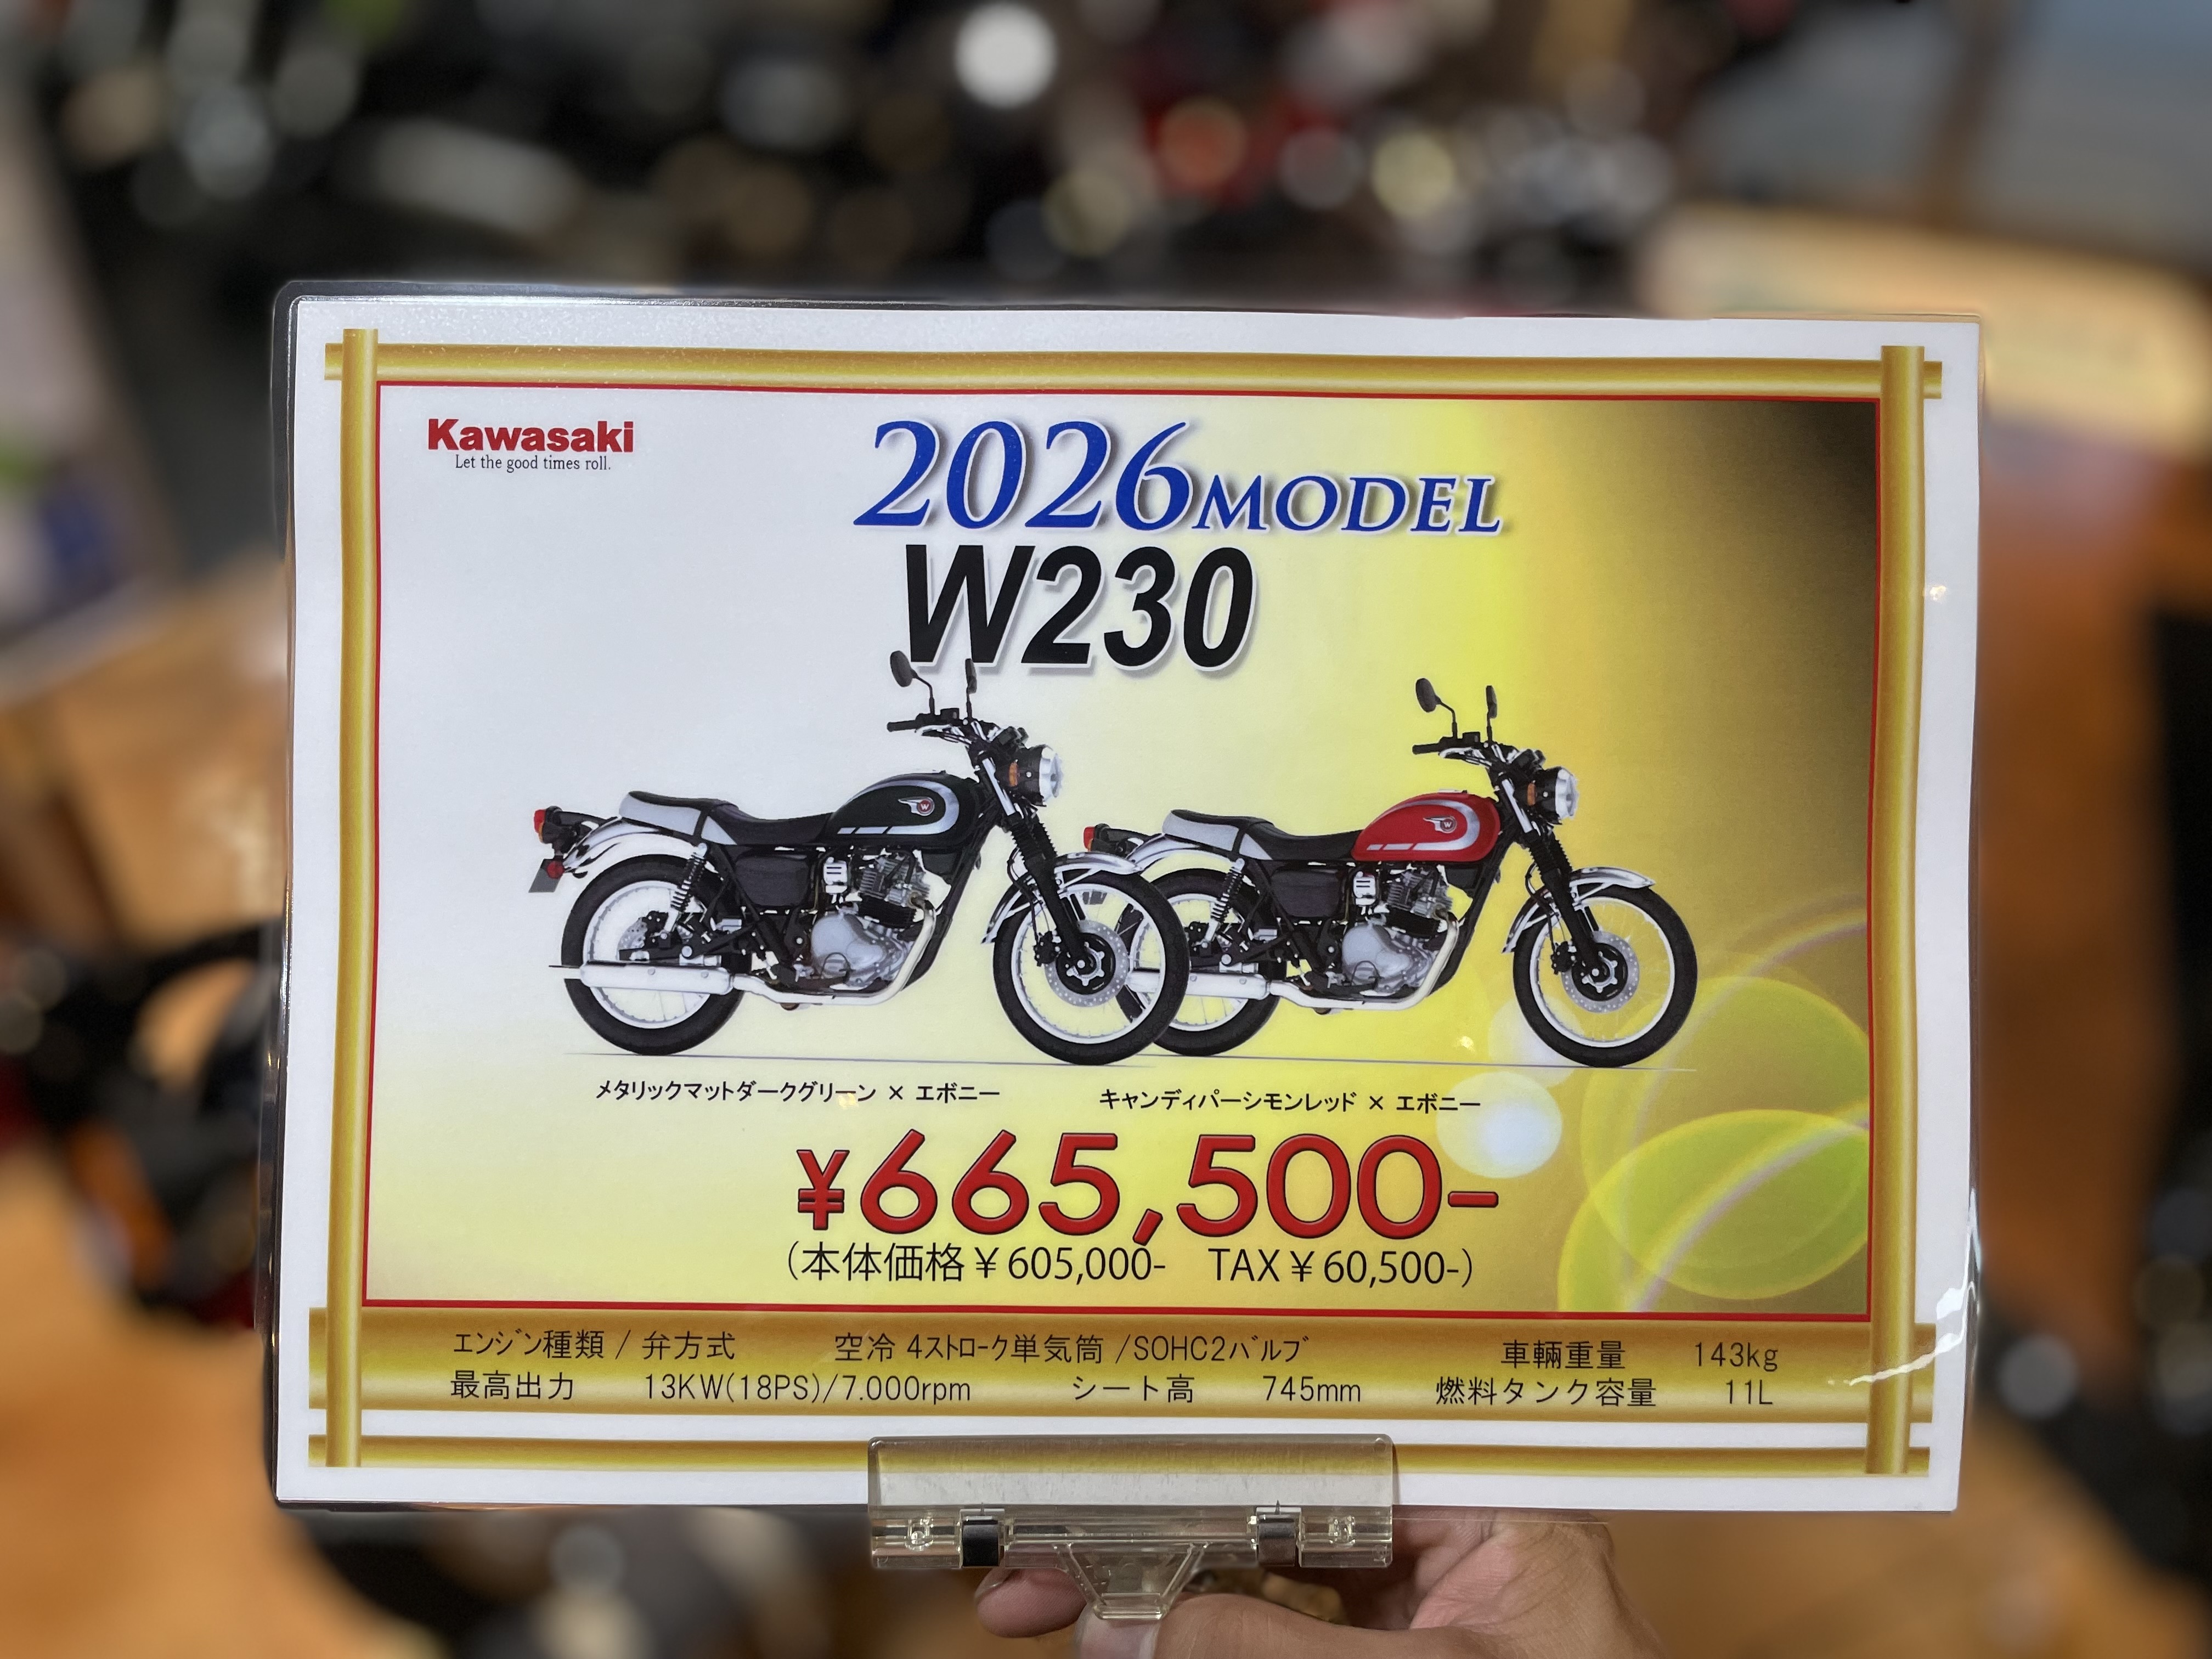 Kawasaki
Let the good times roll.
2026 MODEL
W230
メタリックマットダークグリーン × エボニー
キャンディパーシモンレッド × エボニー
¥665,500-
(本体価格¥605,000- TAX¥60,500-)
エンジン種類 / 弁方式 空冷 4ストローク単気筒 /SOHC2バルブ 車輌重量 143kg
最高出力 13KW(18PS)/7.000rpm シート高 745mm 燃料タンク容量 11L